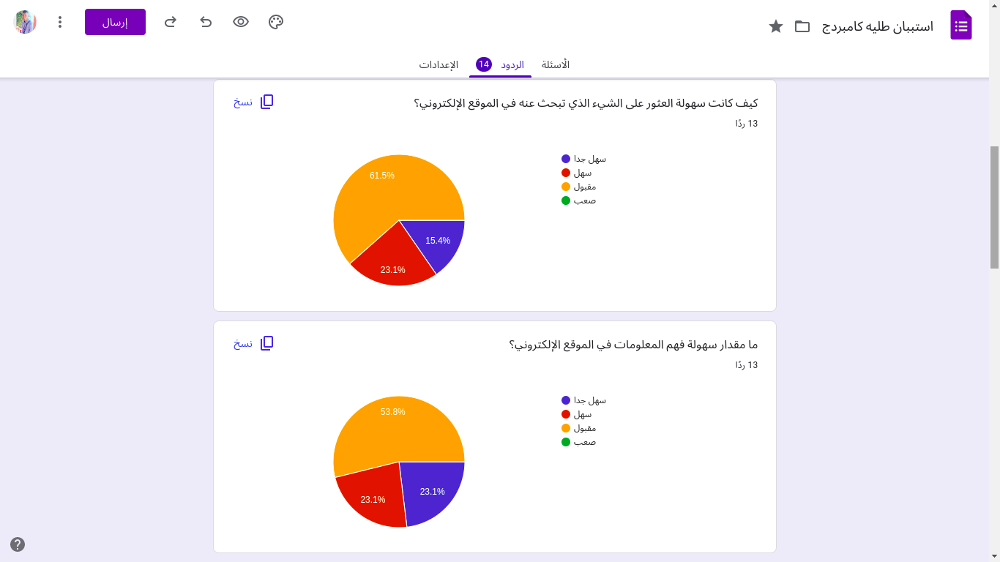 استبيان طلبه كامبردج
إرسال
الأسئلة
الردود 14
الإعدادات
كيف كانت سهولة العثور على الشيء الذي تبحث عنه في الموقع الإلكتروني؟
نسخ
13 ردًا
سهل جدا
سهل
مقبول
صعب
61.5%
15.4%
23.1%
ما مقدار سهولة فهم المعلومات في الموقع الإلكتروني؟
نسخ
13 ردًا
سهل جدا
سهل
مقبول
صعب
53.8%
23.1%
23.1%